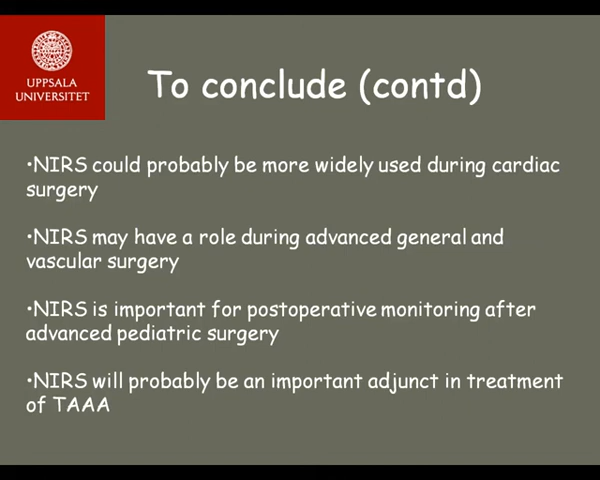 UPPSALA
UNIVERSITET
To conclude (contd)
•NIRS could probably be more widely used during cardiac
surgery
•NIRS may have a role during advanced general and
vascular surgery
•NIRS is important for postoperative monitoring after
advanced pediatric surgery
•NIRS will probably be an important adjunct in treatment
of TAAA